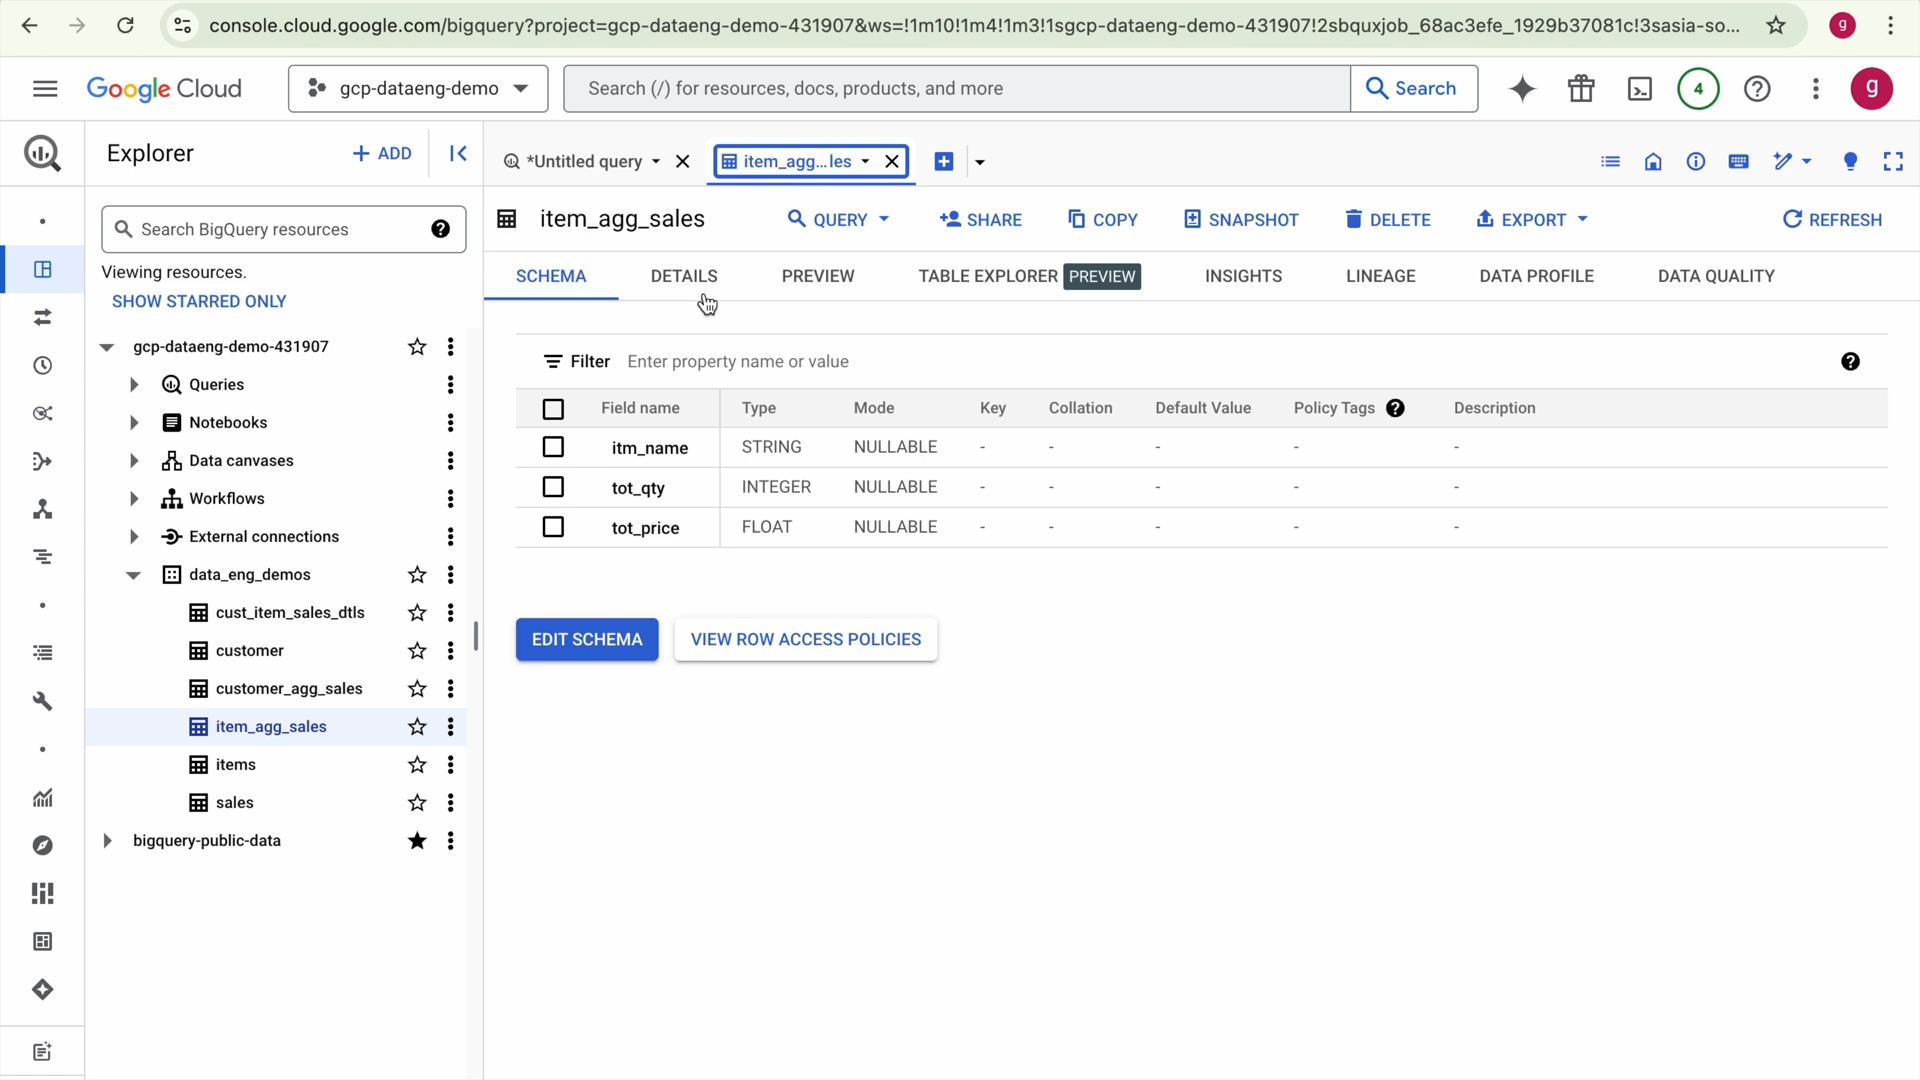 console.cloud.google.com/bigquery?project=gcp-dataeng-demo-431907&ws=!1m10!1m4!1m3!1sgcp-dataeng-demo-431907!2sbquxjob_68ac3efe_1929b37081c!3sasia-so...
g
Google Cloud
gcp-dataeng-demo
Search (/) for resources, docs, products, and more
Search
4
g
Explorer
+ ADD
*Untitled query
item_agg...les
Search BigQuery resources
item_agg_sales
QUERY
SHARE
COPY
SNAPSHOT
DELETE
EXPORT
REFRESH
Viewing resources.
SHOW STARRED ONLY
SCHEMA
DETAILS
PREVIEW
TABLE EXPLORER PREVIEW
INSIGHTS
LINEAGE
DATA PROFILE
DATA QUALITY
gcp-dataeng-demo-431907
Queries
Notebooks
Data canvases
Workflows
External connections
data_eng_demos
cust_item_sales_dtls
customer
customer_agg_sales
item_agg_sales
items
sales
bigquery-public-data
Filter Enter property name or value
Field name Type Mode Key Collation Default Value Policy Tags Description
itm_name STRING NULLABLE - - - - -
tot_qty INTEGER NULLABLE - - - - -
tot_price FLOAT NULLABLE - - - - -
EDIT SCHEMA
VIEW ROW ACCESS POLICIES